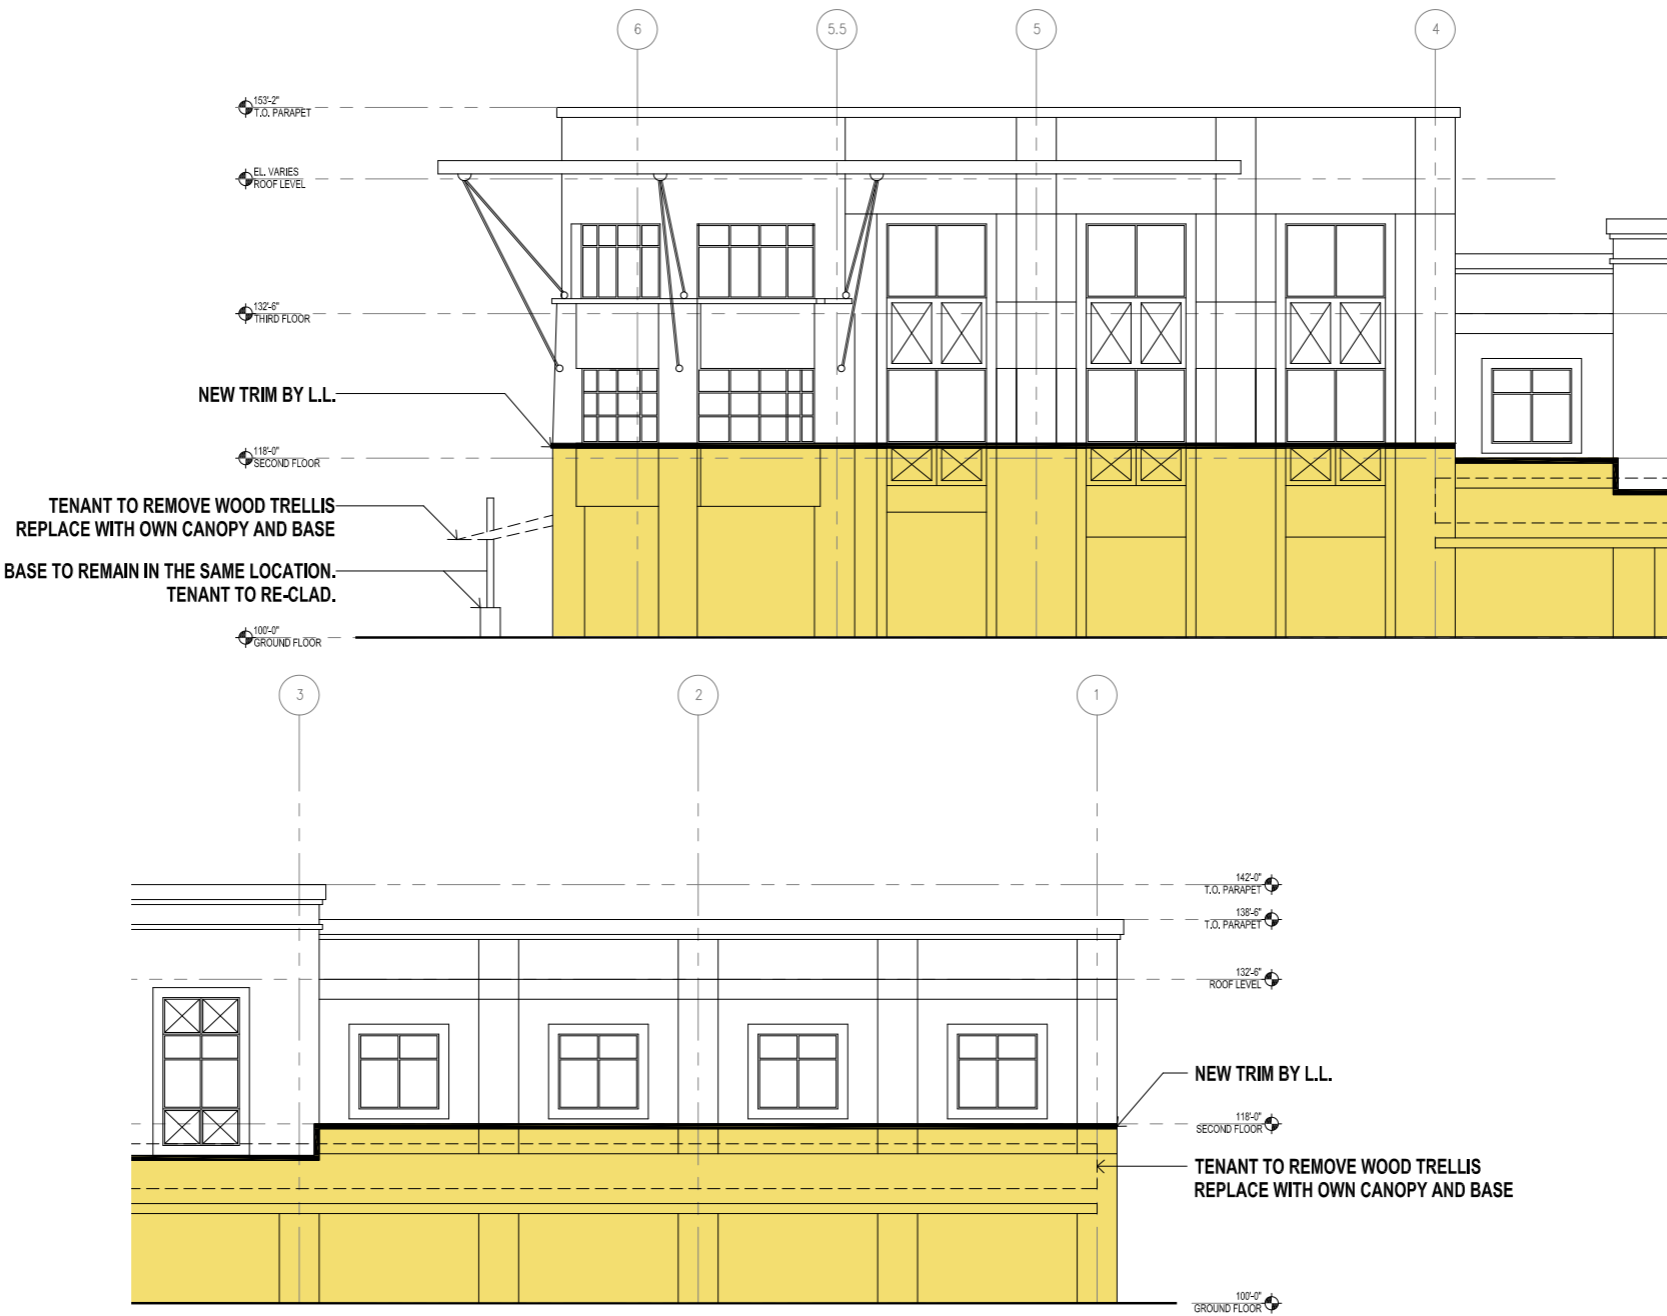 6
5.5
5
4
153'-2"
T.O. PARAPET
EL. VARIES
ROOF LEVEL
132'-6"
THIRD FLOOR
NEW TRIM BY L.L.
118'-0"
SECOND FLOOR
TENANT TO REMOVE WOOD TRELLIS
REPLACE WITH OWN CANOPY AND BASE
BASE TO REMAIN IN THE SAME LOCATION.
TENANT TO RE-CLAD.
100'-0"
GROUND FLOOR
3
2
1
142'-0"
T.O. PARAPET
138'-6"
T.O. PARAPET
132'-6"
ROOF LEVEL
NEW TRIM BY L.L.
118'-0"
SECOND FLOOR
TENANT TO REMOVE WOOD TRELLIS
REPLACE WITH OWN CANOPY AND BASE
100'-0"
GROUND FLOOR